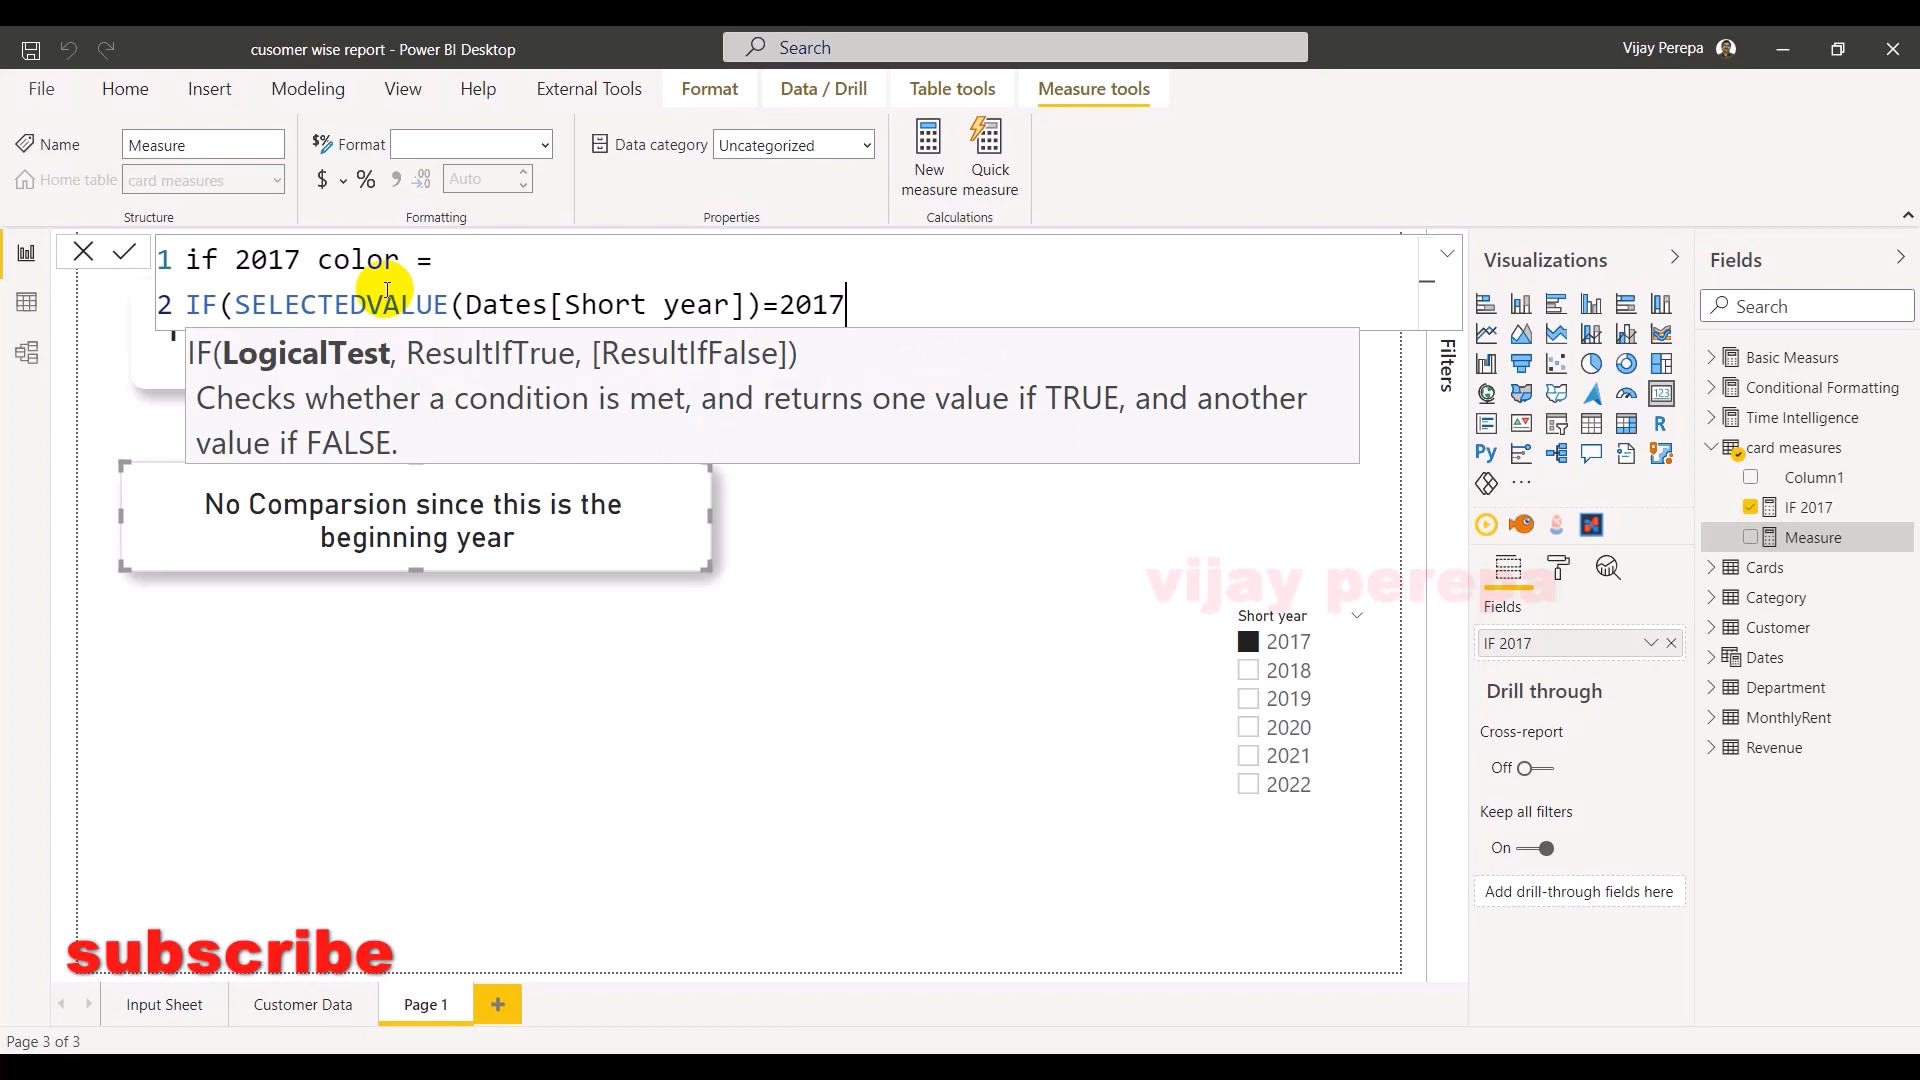 cusomer wise report - Power BI Desktop
Search
Vijay Perepa
File
Home
Insert
Modeling
View
Help
External Tools
Format
Data / Drill
Table tools
Measure tools
Name
Measure
Home table
card measures
Structure
Format
$ % 9 .00 Auto
Formatting
Data category
Uncategorized
Properties
New measure
Quick measure
Calculations
1 if 2017 color =
2 IF(SELECTEDVALUE(Dates[Short year])=2017
IF(LogicalTest, ResultIfTrue, [ResultIfFalse])
Checks whether a condition is met, and returns one value if TRUE, and another
value if FALSE.
No Comparsion since this is the
beginning year
vijay perepa
Short year
2017
2018
2019
2020
2021
2022
subscribe
Input Sheet
Customer Data
Page 1
+
Page 3 of 3
Filters
Visualizations
123
R
Py
...
Fields
IF 2017
Drill through
Cross-report
Off
Keep all filters
On
Add drill-through fields here
Fields
Search
Basic Measurs
Conditional Formatting
Time Intelligence
card measures
Column1
IF 2017
Measure
Cards
Category
Customer
Dates
Department
MonthlyRent
Revenue